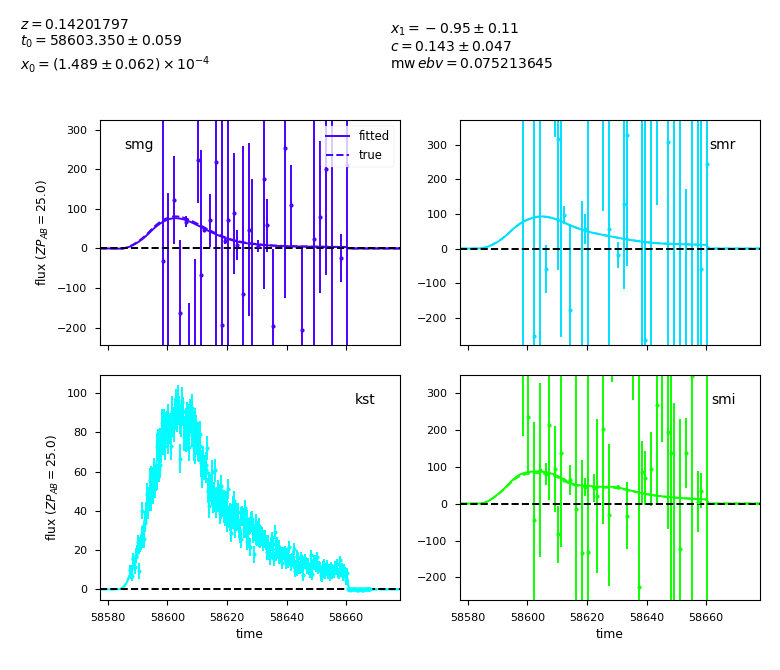 z = 0.14201797
t₀ = 58603.350 ± 0.059
x₀ = (1.489 ± 0.062) × 10⁻⁴
x₁ = −0.95 ± 0.11
c = 0.143 ± 0.047
mw ebv = 0.075213645
smg
fitted
true
300
200
100
0
−100
−200
flux (ZP_AB = 25.0)
smr
300
200
100
0
−100
−200
kst
100
80
60
40
20
0
flux (ZP_AB = 25.0)
58580 58600 58620 58640 58660
time
smi
300
200
100
0
−100
−200
58580 58600 58620 58640 58660
time